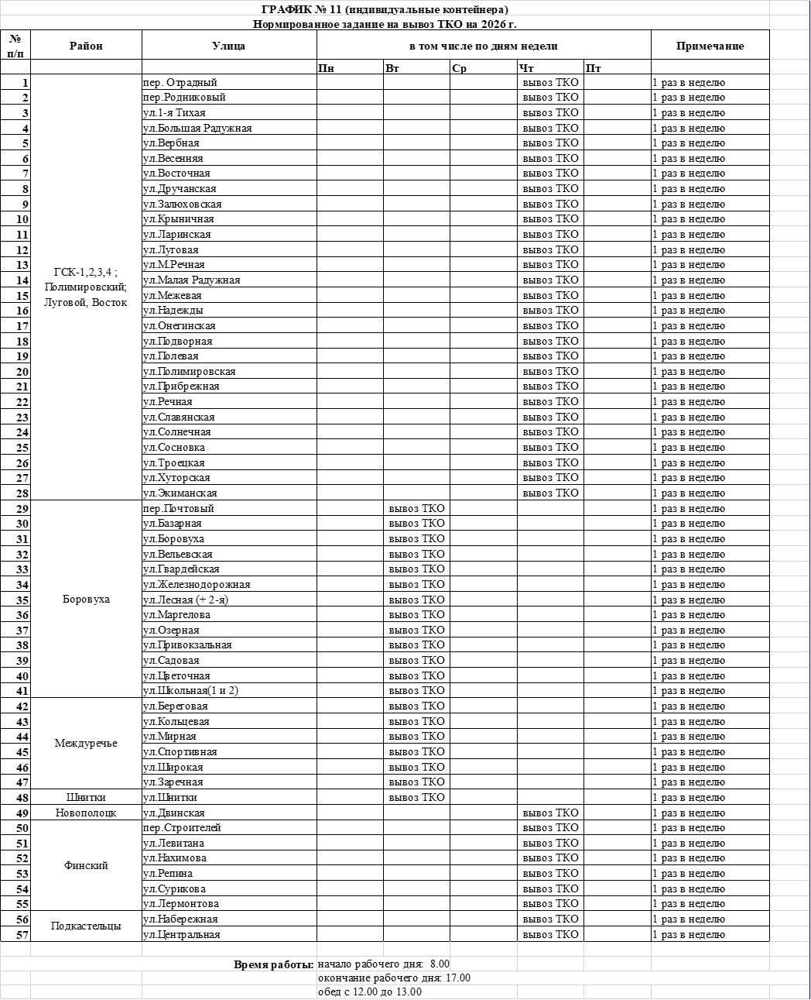 ГРАФИК № 11 (индивидуальные контейнера)
Нормированное задание на вывоз ТКО на 2026 г.
№ п/п Район Улица в том числе по дням недели Примечание
Пн Вт Ср Чт Пт
ГСК-1,2,3,4 ;
Полимировский;
Луговой, Восток
1 пер. Отрадный вывоз ТКО 1 раз в неделю
2 пер.Родниковый вывоз ТКО 1 раз в неделю
3 ул.1-я Тихая вывоз ТКО 1 раз в неделю
4 ул.Большая Радужная вывоз ТКО 1 раз в неделю
5 ул.Вербная вывоз ТКО 1 раз в неделю
6 ул.Весенняя вывоз ТКО 1 раз в неделю
7 ул.Восточная вывоз ТКО 1 раз в неделю
8 ул.Дручанская вывоз ТКО 1 раз в неделю
9 ул.Залюховская вывоз ТКО 1 раз в неделю
10 ул.Крыничная вывоз ТКО 1 раз в неделю
11 ул.Ларинская вывоз ТКО 1 раз в неделю
12 ул.Луговая вывоз ТКО 1 раз в неделю
13 ул.М.Речная вывоз ТКО 1 раз в неделю
14 ул.Малая Радужная вывоз ТКО 1 раз в неделю
15 ул.Межевая вывоз ТКО 1 раз в неделю
16 ул.Надежды вывоз ТКО 1 раз в неделю
17 ул.Онегинская вывоз ТКО 1 раз в неделю
18 ул.Подворная вывоз ТКО 1 раз в неделю
19 ул.Полевая вывоз ТКО 1 раз в неделю
20 ул.Полимировская вывоз ТКО 1 раз в неделю
21 ул.Прибрежная вывоз ТКО 1 раз в неделю
22 ул.Речная вывоз ТКО 1 раз в неделю
23 ул.Славянская вывоз ТКО 1 раз в неделю
24 ул.Солнечная вывоз ТКО 1 раз в неделю
25 ул.Сосновка вывоз ТКО 1 раз в неделю
26 ул.Троецкая вывоз ТКО 1 раз в неделю
27 ул.Хуторская вывоз ТКО 1 раз в неделю
28 ул.Экиманская вывоз ТКО 1 раз в неделю
Боровуха
29 пер.Почтовый вывоз ТКО 1 раз в неделю
30 ул.Базарная вывоз ТКО 1 раз в неделю
31 ул.Боровуха вывоз ТКО 1 раз в неделю
32 ул.Вельевская вывоз ТКО 1 раз в неделю
33 ул.Гвардейская вывоз ТКО 1 раз в неделю
34 ул.Железнодорожная вывоз ТКО 1 раз в неделю
35 ул.Лесная (+ 2-я) вывоз ТКО 1 раз в неделю
36 ул.Маргелова вывоз ТКО 1 раз в неделю
37 ул.Озерная вывоз ТКО 1 раз в неделю
38 ул.Привокзальная вывоз ТКО 1 раз в неделю
39 ул.Садовая вывоз ТКО 1 раз в неделю
40 ул.Цветочная вывоз ТКО 1 раз в неделю
41 ул.Школьная(1 и 2) вывоз ТКО 1 раз в неделю
Междуречье
42 ул.Береговая вывоз ТКО 1 раз в неделю
43 ул.Кольцевая вывоз ТКО 1 раз в неделю
44 ул.Мирная вывоз ТКО 1 раз в неделю
45 ул.Спортивная вывоз ТКО 1 раз в неделю
46 ул.Широкая вывоз ТКО 1 раз в неделю
47 ул.Заречная вывоз ТКО 1 раз в неделю
48 Шнитки ул.Шнитки вывоз ТКО 1 раз в неделю
49 Новополоцк ул.Двинская вывоз ТКО 1 раз в неделю
Финский
50 пер.Строителей вывоз ТКО 1 раз в неделю
51 ул.Левитана вывоз ТКО 1 раз в неделю
52 ул.Нахимова вывоз ТКО 1 раз в неделю
53 ул.Репина вывоз ТКО 1 раз в неделю
54 ул.Сурикова вывоз ТКО 1 раз в неделю
55 ул.Лермонтова вывоз ТКО 1 раз в неделю
Подкастельцы
56 ул.Набережная вывоз ТКО 1 раз в неделю
57 ул.Центральная вывоз ТКО 1 раз в неделю
Время работы: начало рабочего дня: 8.00
окончание рабочего дня: 17.00
обед с 12.00 до 13.00